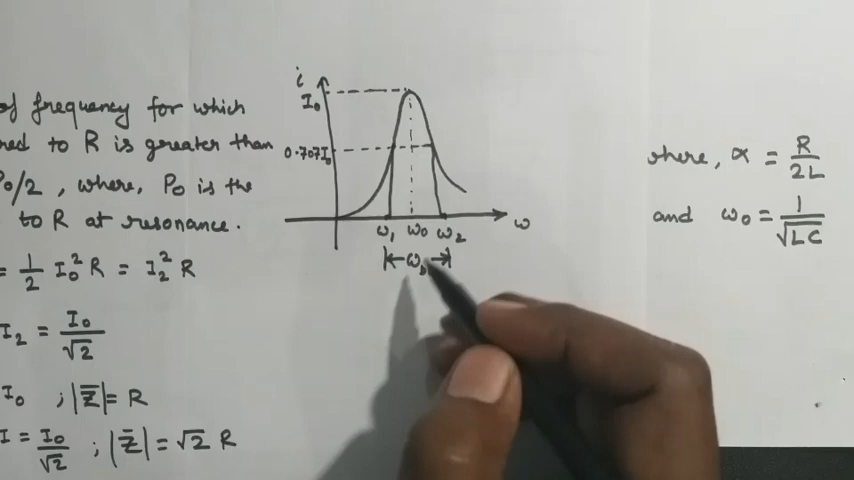 of frequency for which
red to R is greater than
P₀/2, where, P₀ is the
to R at resonance.
= 1/2 I₀² R = I₂² R
I₂ = I₀/√2
I₀ ; |Z̄| = R
I = I₀/√2 ; |Z̄| = √2 R
i
I₀
0.707I₀
ω₁ ω₀ ω₂
ω
where, α = R/2L
and ω₀ = 1/√LC